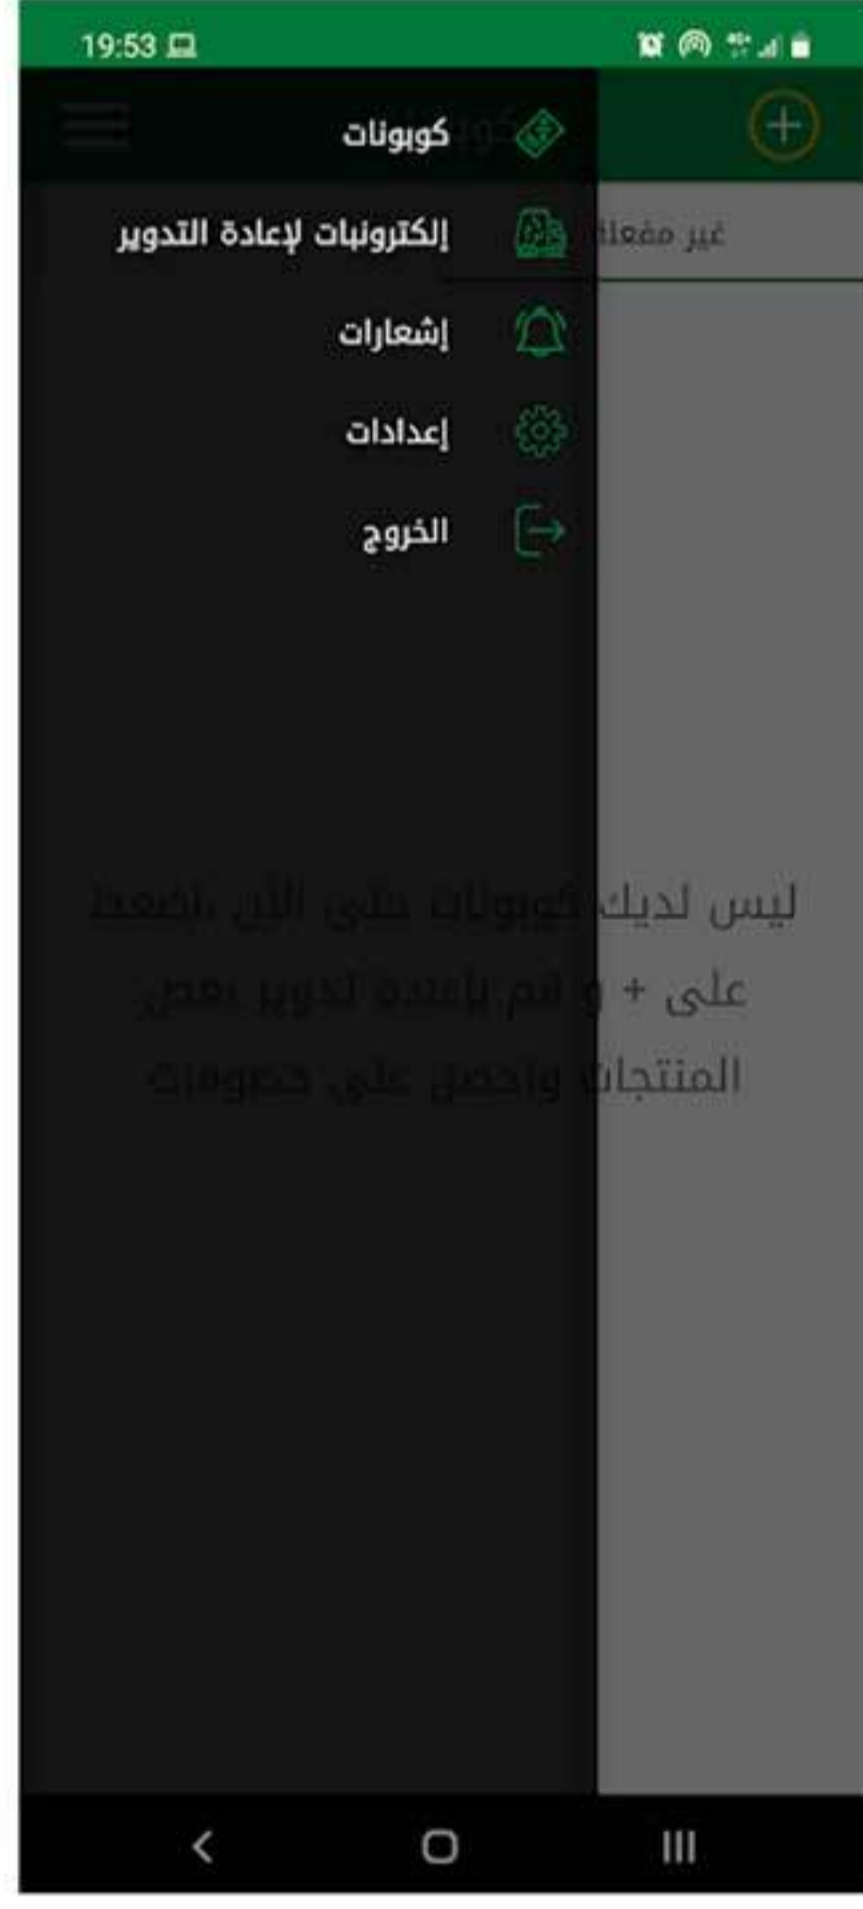 19:53
كوبونات
إلكترونبات لإعادة التدوير
غير مفعلة
إشعارات
إعدادات
الخروج
ليس لديك كوبونات حتى الآن ،اضغط
على + و قم بإعادة تدوير بعض
المنتجات واحصل على خصومات